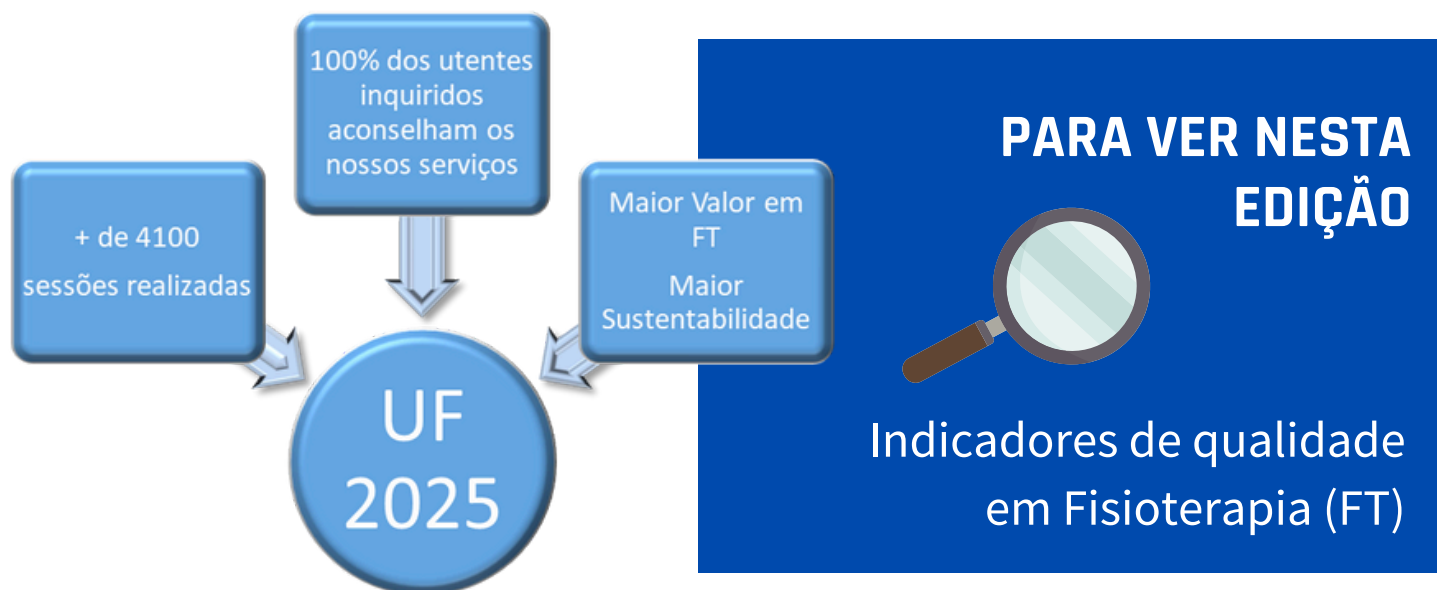 100% dos utentes
inquiridos
aconselham os
nossos serviços
+ de 4100
sessões realizadas
Maior Valor em
FT
Maior
Sustentabilidade
UF
2025
PARA VER NESTA
EDIÇÃO
Indicadores de qualidade
em Fisioterapia (FT)